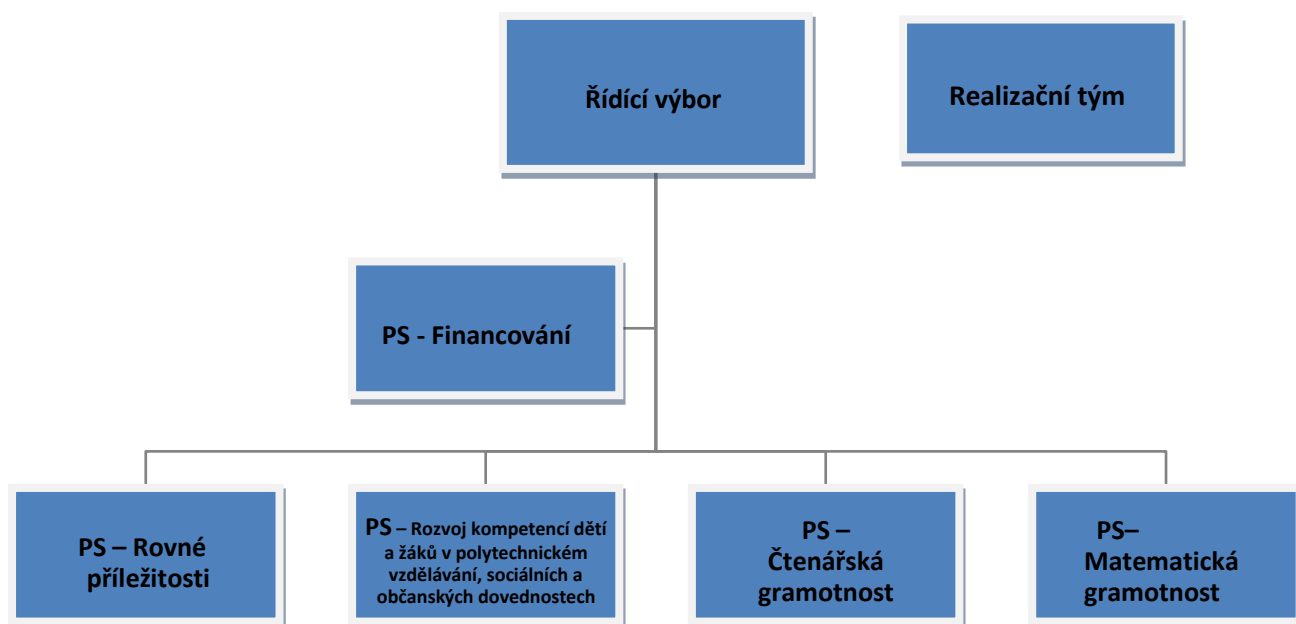 Řídící výbor
Realizační tým
PS - Financování
PS – Rovné
příležitosti
PS – Rozvoj kompetencí dětí
a žáků v polytechnickém
vzdělávání, sociálních a
občanských dovednostech
PS –
Čtenářská
gramotnost
PS–
Matematická
gramotnost